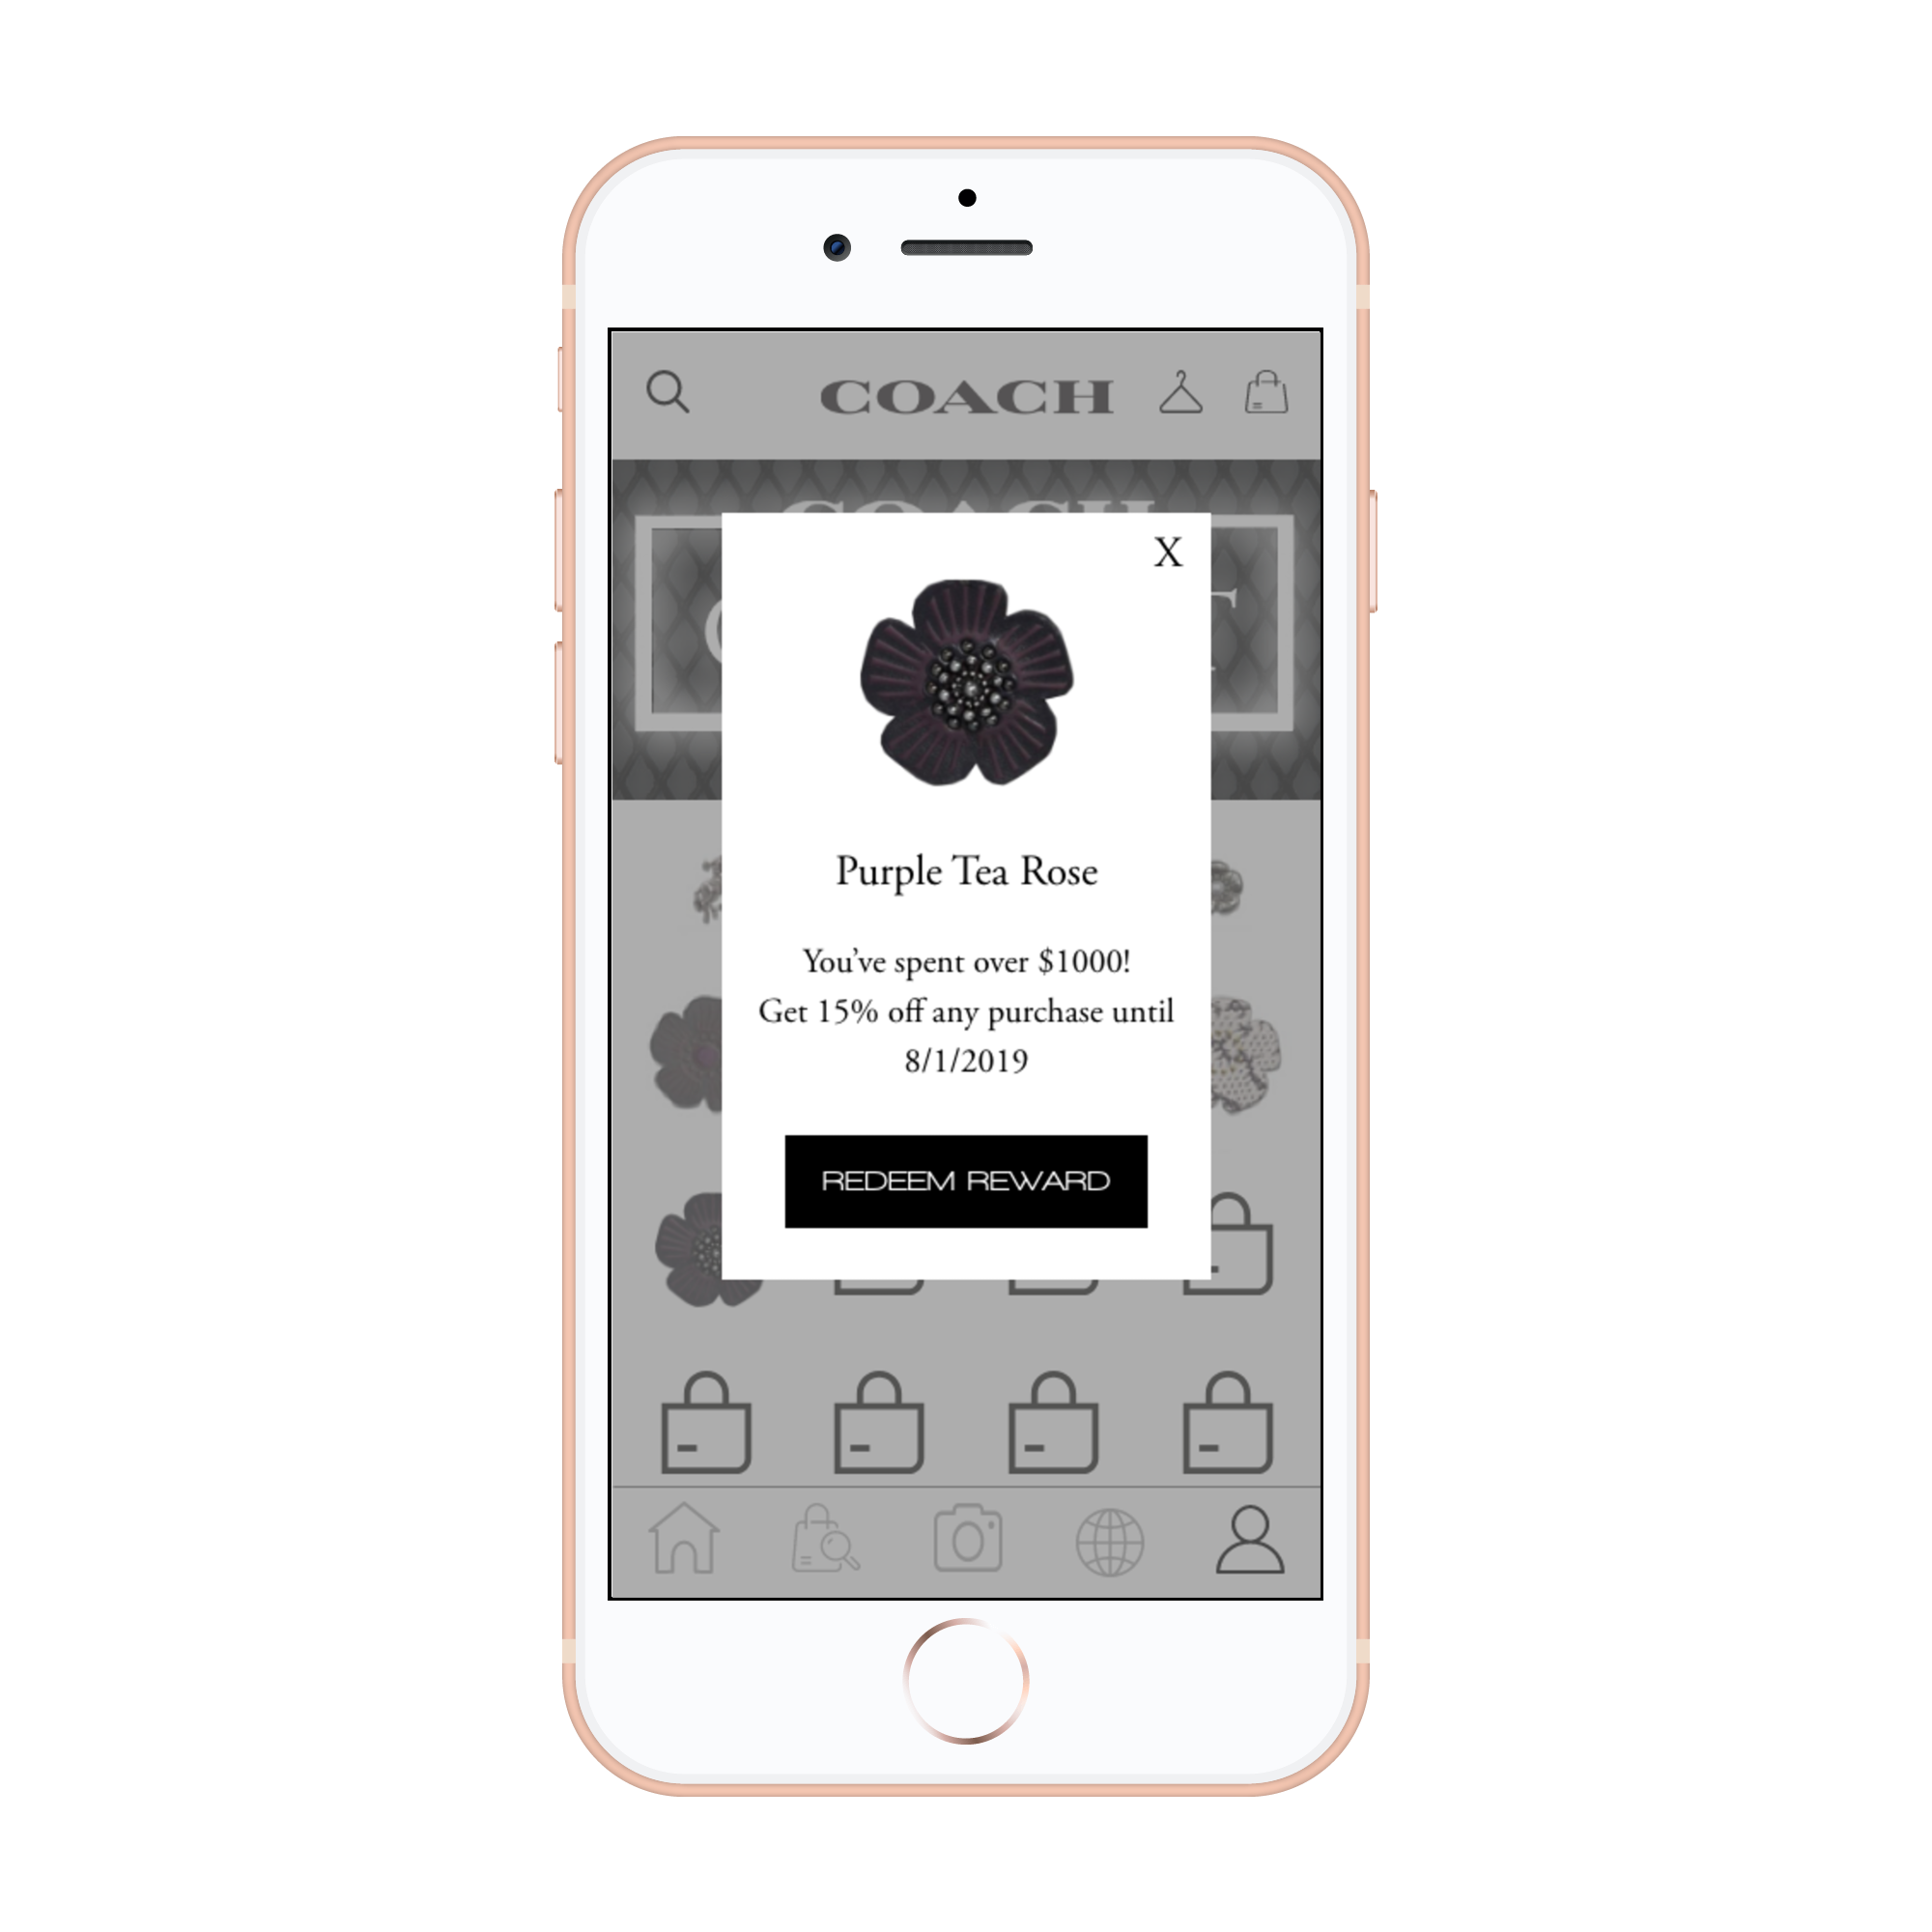 COACH
COACH
X
Purple Tea Rose
You've spent over $1000!
Get 15% off any purchase until
8/1/2019
REDEEM REWARD